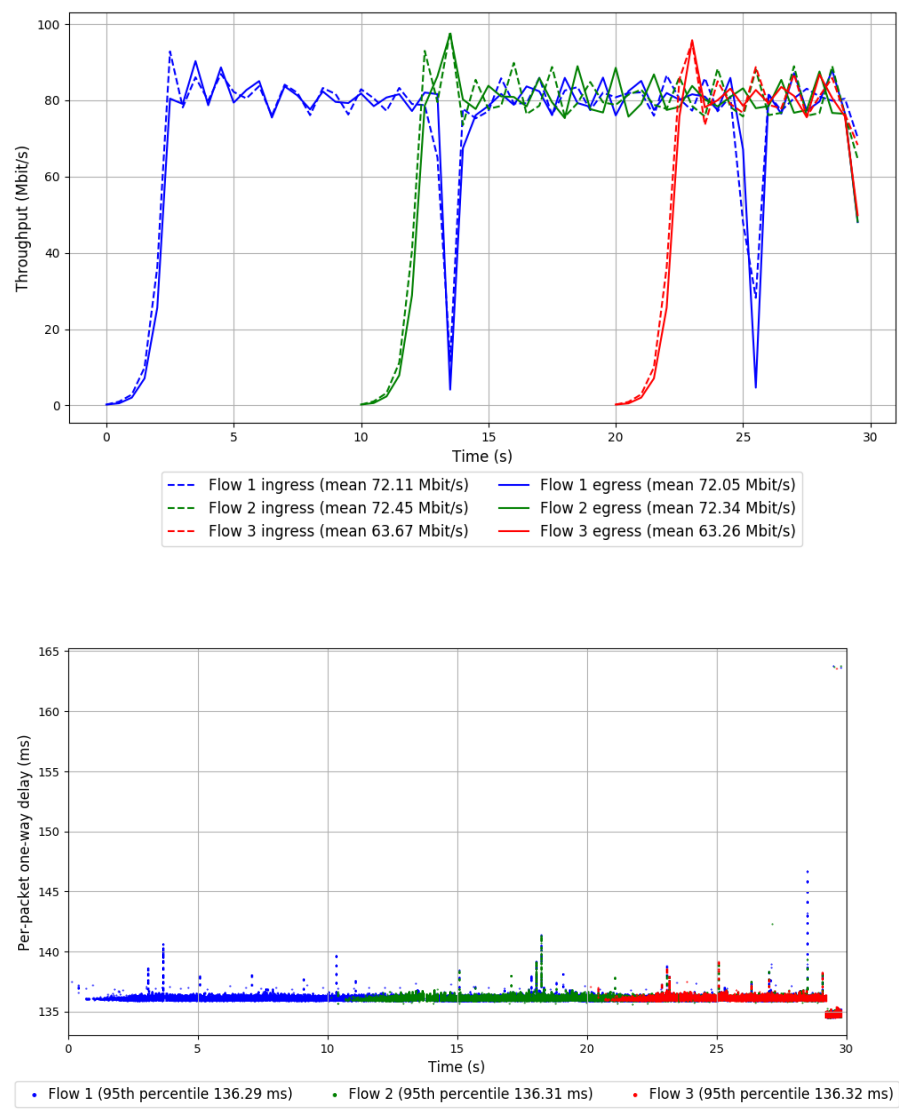 100
80
60
40
20
0
Throughput (Mbit/s)
0 5 10 15 20 25 30
Time (s)
Flow 1 ingress (mean 72.11 Mbit/s) Flow 1 egress (mean 72.05 Mbit/s)
Flow 2 ingress (mean 72.45 Mbit/s) Flow 2 egress (mean 72.34 Mbit/s)
Flow 3 ingress (mean 63.67 Mbit/s) Flow 3 egress (mean 63.26 Mbit/s)
165
160
155
150
145
140
135
Per-packet one-way delay (ms)
0 5 10 15 20 25 30
Time (s)
Flow 1 (95th percentile 136.29 ms) Flow 2 (95th percentile 136.31 ms) Flow 3 (95th percentile 136.32 ms)